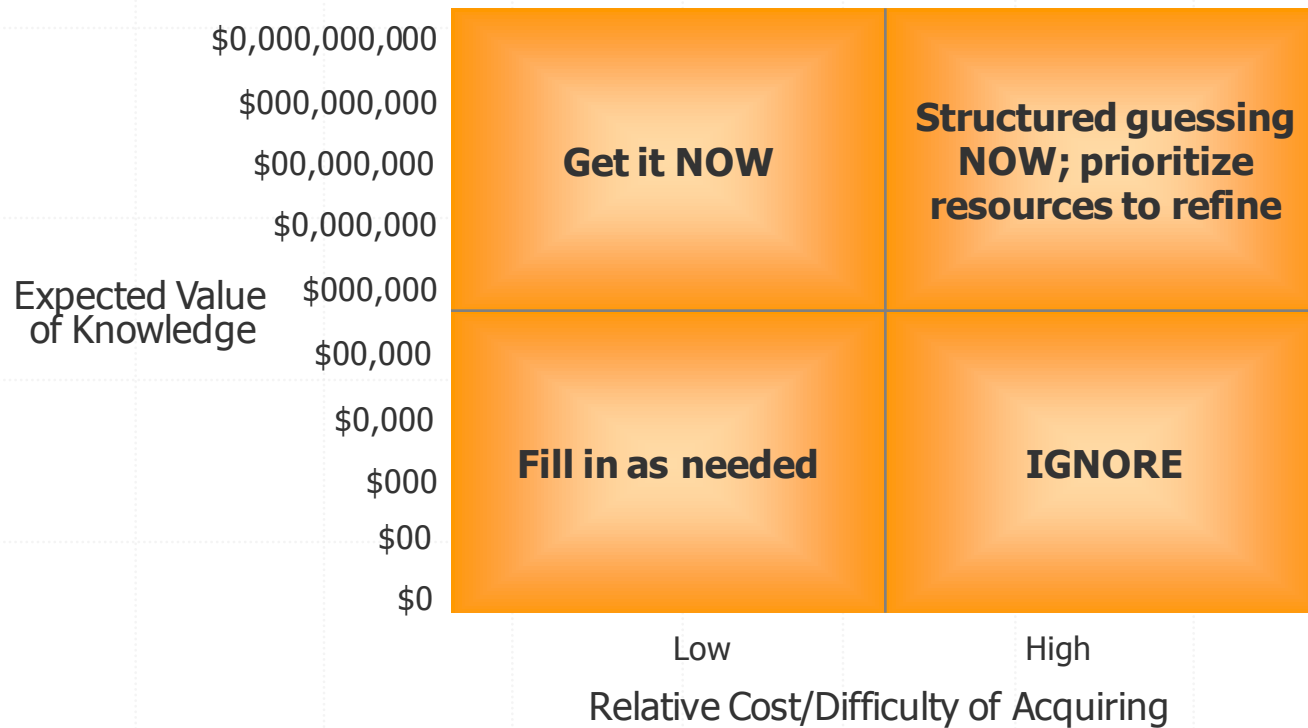 $0,000,000,000
$000,000,000
$00,000,000
$0,000,000
$000,000
$00,000
$0,000
$000
$00
$0
Expected Value
of Knowledge
Get it NOW
Structured guessing
NOW; prioritize
resources to refine
Fill in as needed
IGNORE
Low
High
Relative Cost/Difficulty of Acquiring